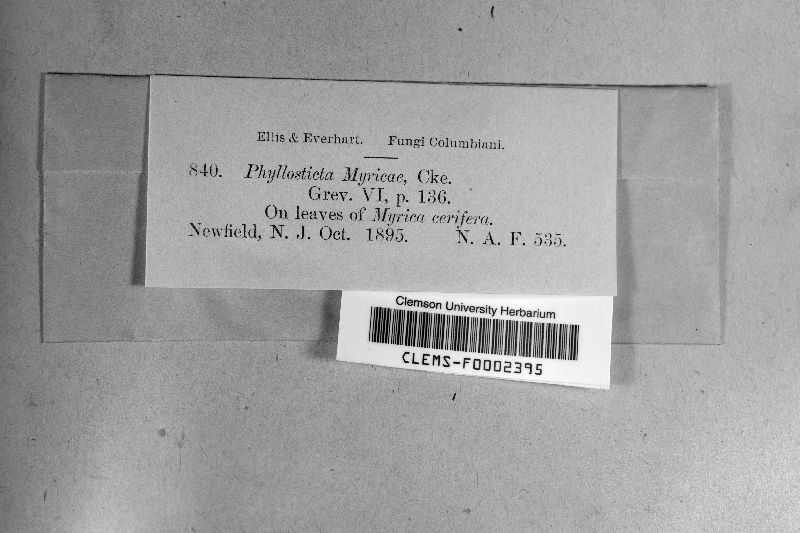 Ellis & Everhart. Fungi Columbiani.
840. Phyllosticta Myricae, Cke.
Grev. VI, p. 136.
On leaves of Myrica cerifera.
Newfield, N. J. Oct. 1895. N. A. F. 535.
Clemson University Herbarium
CLEMS-F0002395